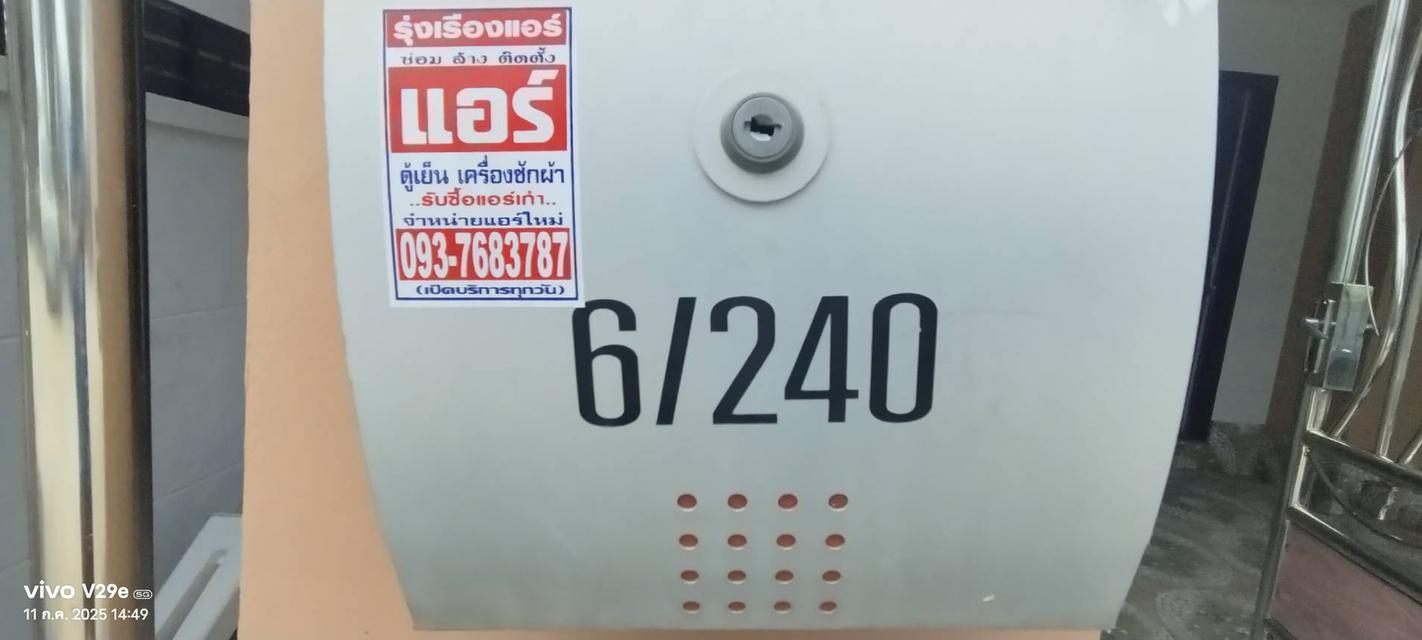 รุ่งเรืองแอร์
ซ่อม ล้าง ติดตั้ง
แอร์
ตู้เย็น เครื่องซักผ้า
..รับซื้อแอร์เก่า..
จำหน่ายแอร์ใหม่
093-7683787
(เปิดบริการทุกวัน)
6/240
vivo V29e 5G
11 ก.ค. 2025 14:49